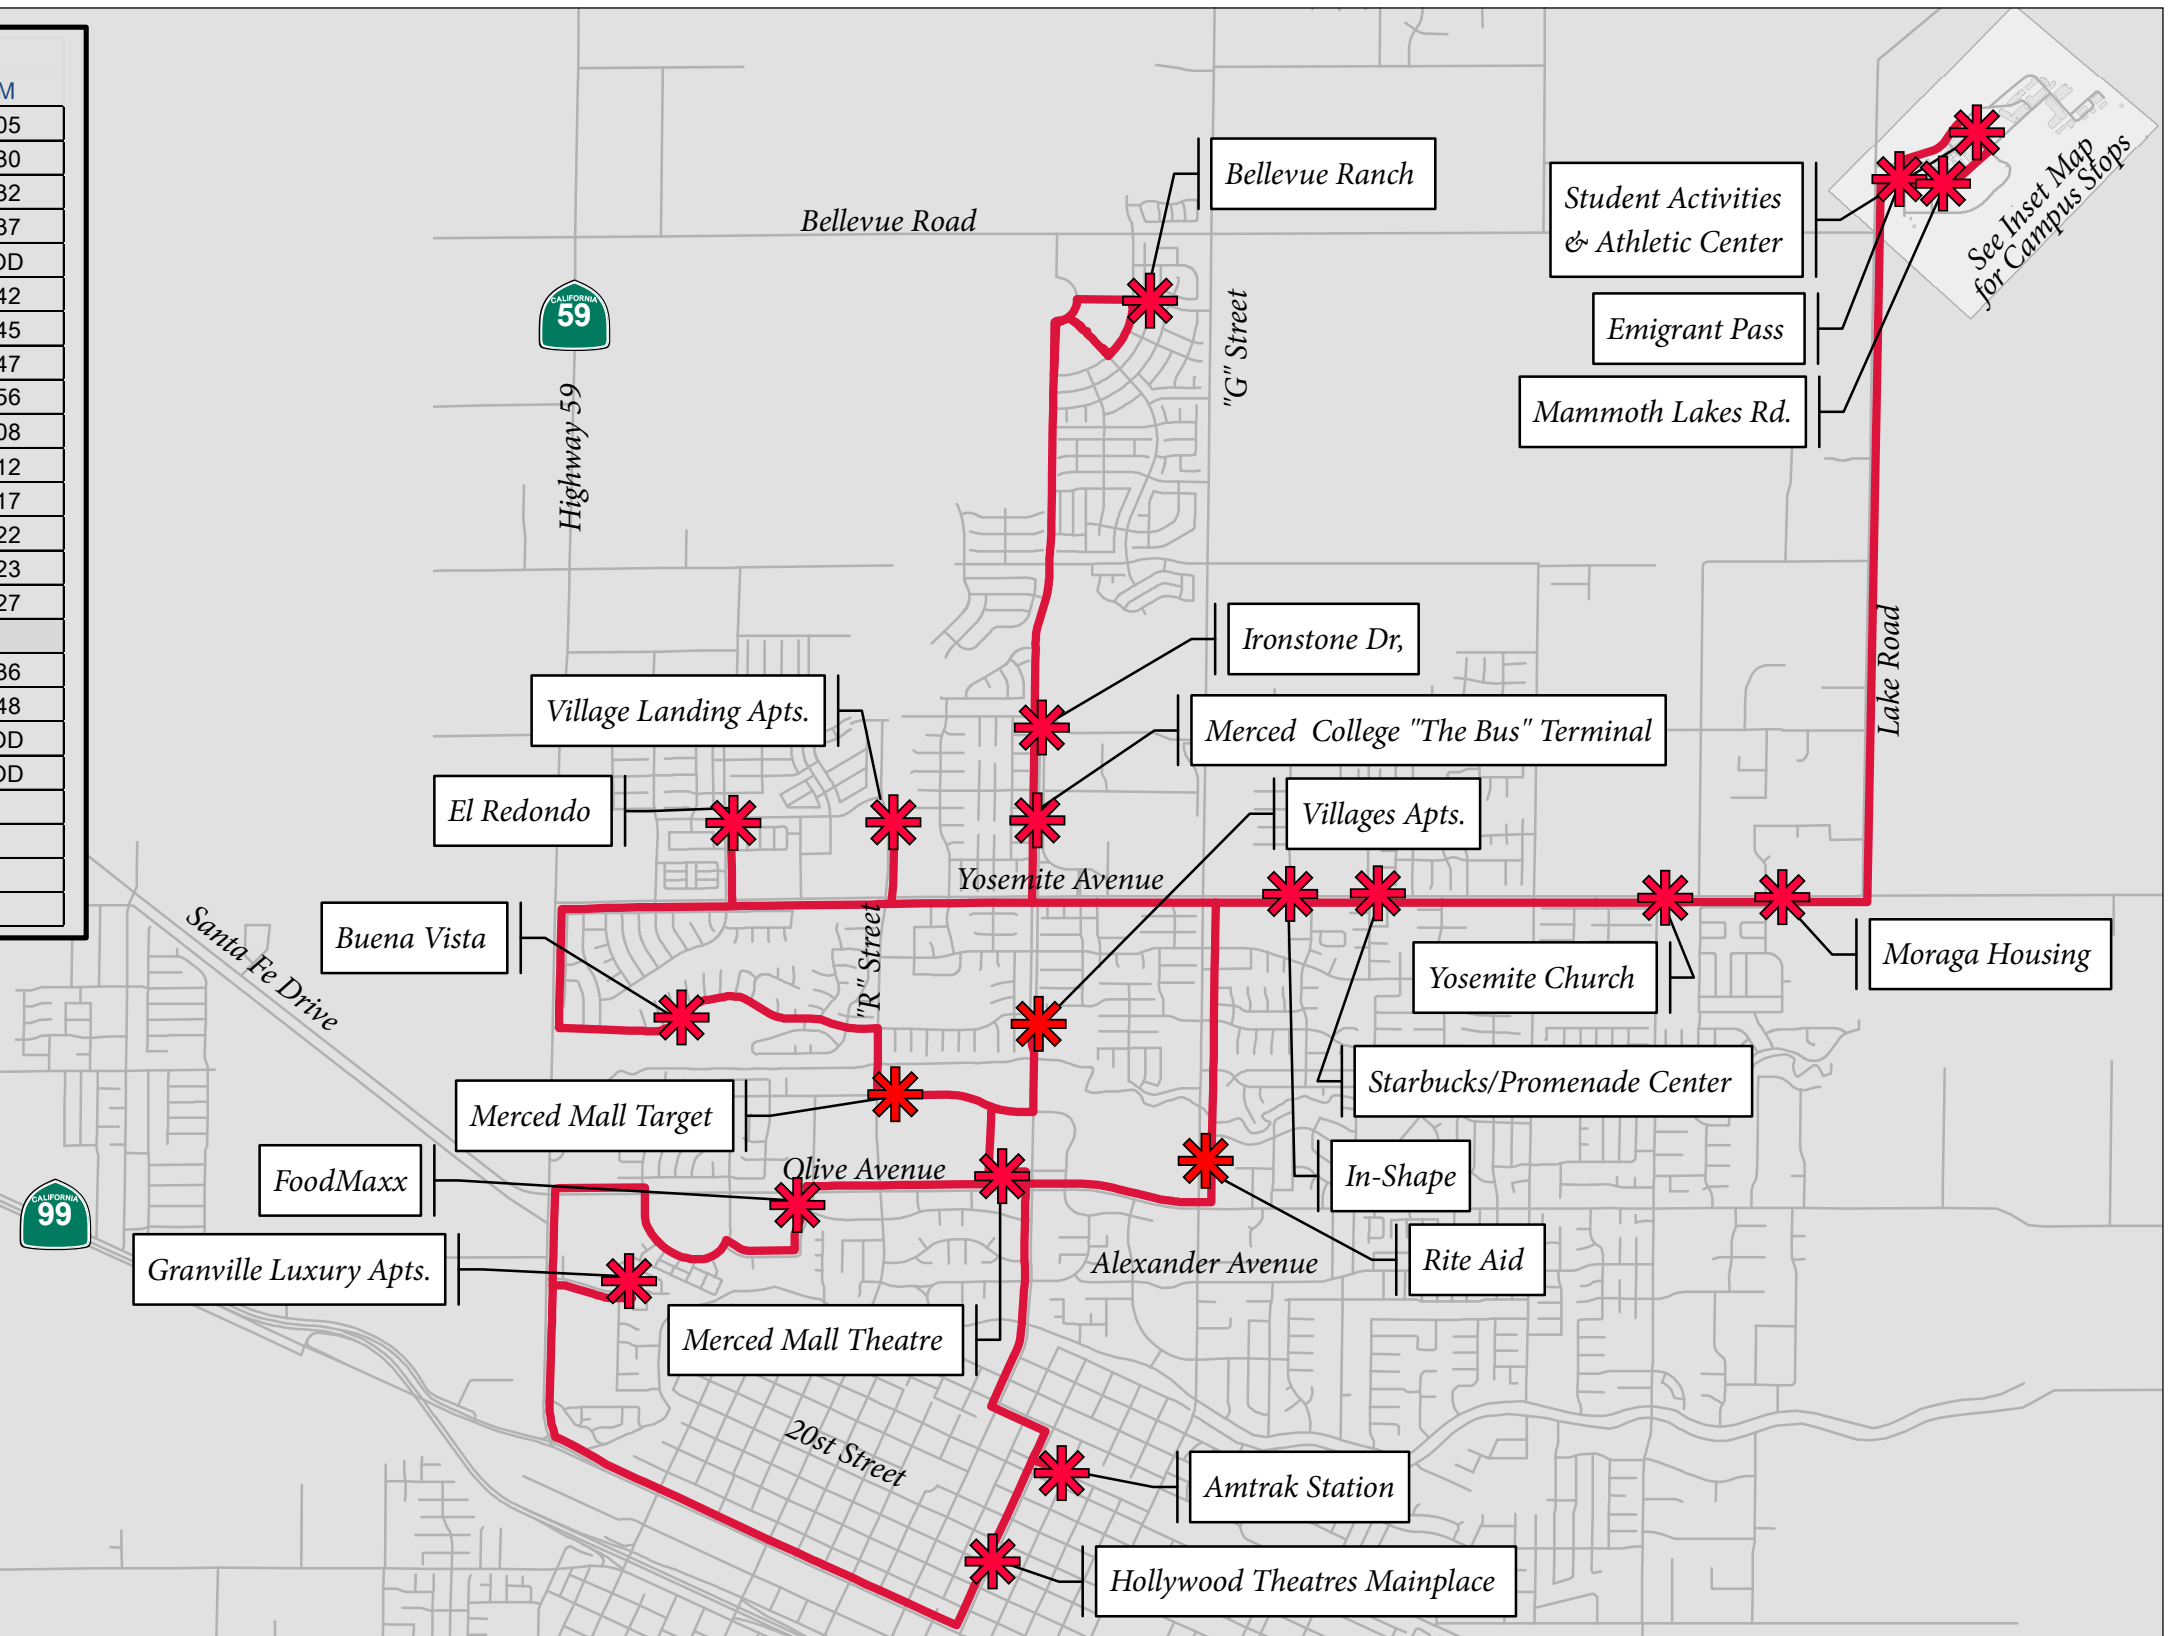 M
05
30
32
37
OD
42
45
47
56
08
12
17
22
23
27
36
48
OD
OD
Bellevue Ranch
Bellevue Road
Student Activities
& Athletic Center
See Inset Map
for Campus Stops
CALIFORNIA
59
"G" Street
Emigrant Pass
Mammoth Lakes Rd.
Highway 59
Ironstone Dr,
Lake Road
Village Landing Apts.
Merced College "The Bus" Terminal
El Redondo
Villages Apts.
Yosemite Avenue
Santa Fe Drive
Buena Vista
"R" Street
Yosemite Church
Moraga Housing
Starbucks/Promenade Center
Merced Mall Target
FoodMaxx
Olive Avenue
In-Shape
CALIFORNIA
99
Granville Luxury Apts.
Alexander Avenue
Rite Aid
Merced Mall Theatre
20st Street
Amtrak Station
Hollywood Theatres Mainplace